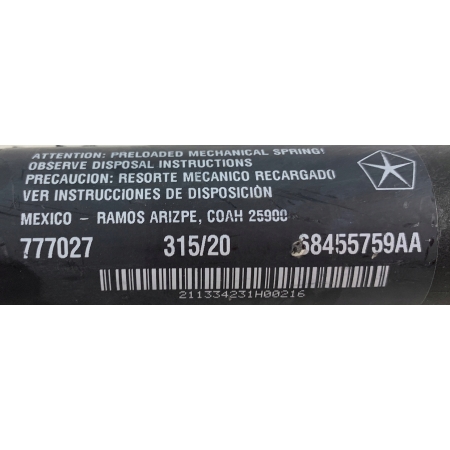 ATTENTION: PRELOADED MECHANICAL SPRING!
OBSERVE DISPOSAL INSTRUCTIONS
PRECAUCION: RESORTE MECANICO RECARGADO
VER INSTRUCCIONES DE DISPOSICIÓN
MEXICO – RAMOS ARIZPE, COAH 25900
777027 315/20 68455759AA
211334231H00216